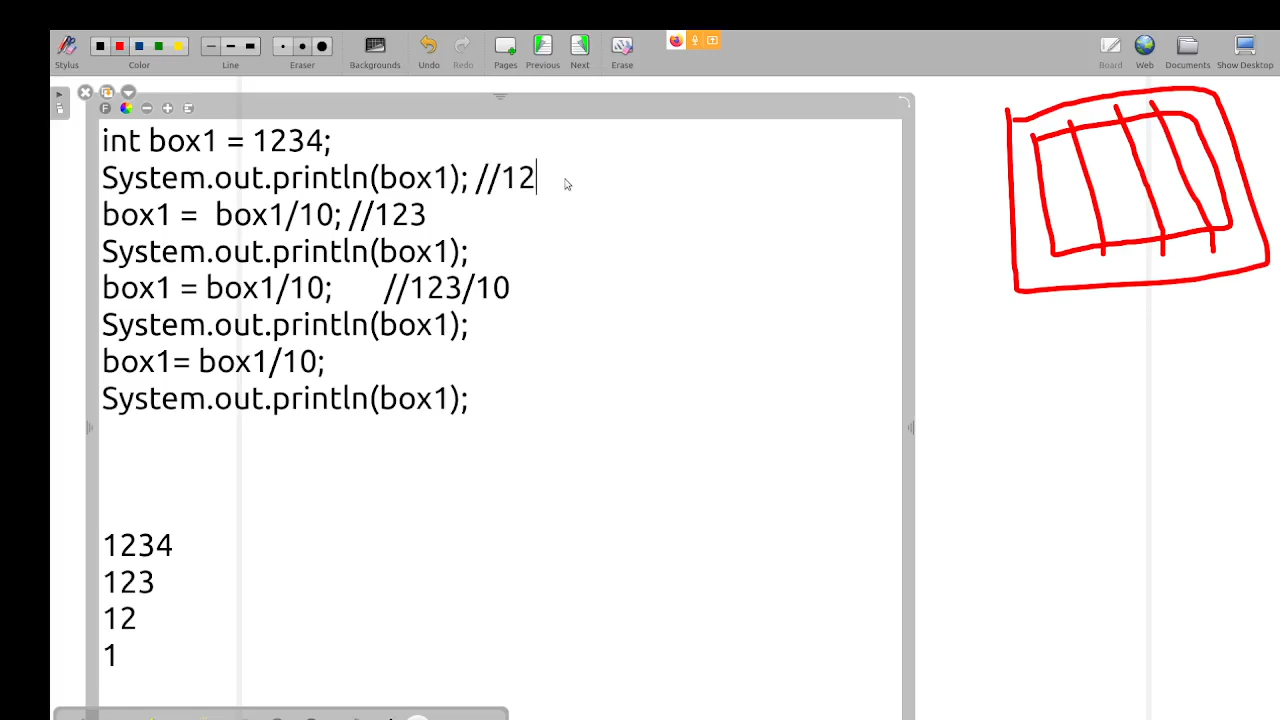 Stylus
Color
Line
Eraser
Backgrounds
Undo
Redo
Pages
Previous
Next
Erase
Board
Web
Documents
Show Desktop
F
int box1 = 1234;
System.out.println(box1); //12
box1 =  box1/10; //123
System.out.println(box1);
box1 = box1/10;      //123/10
System.out.println(box1);
box1= box1/10;
System.out.println(box1);
1234
123
12
1